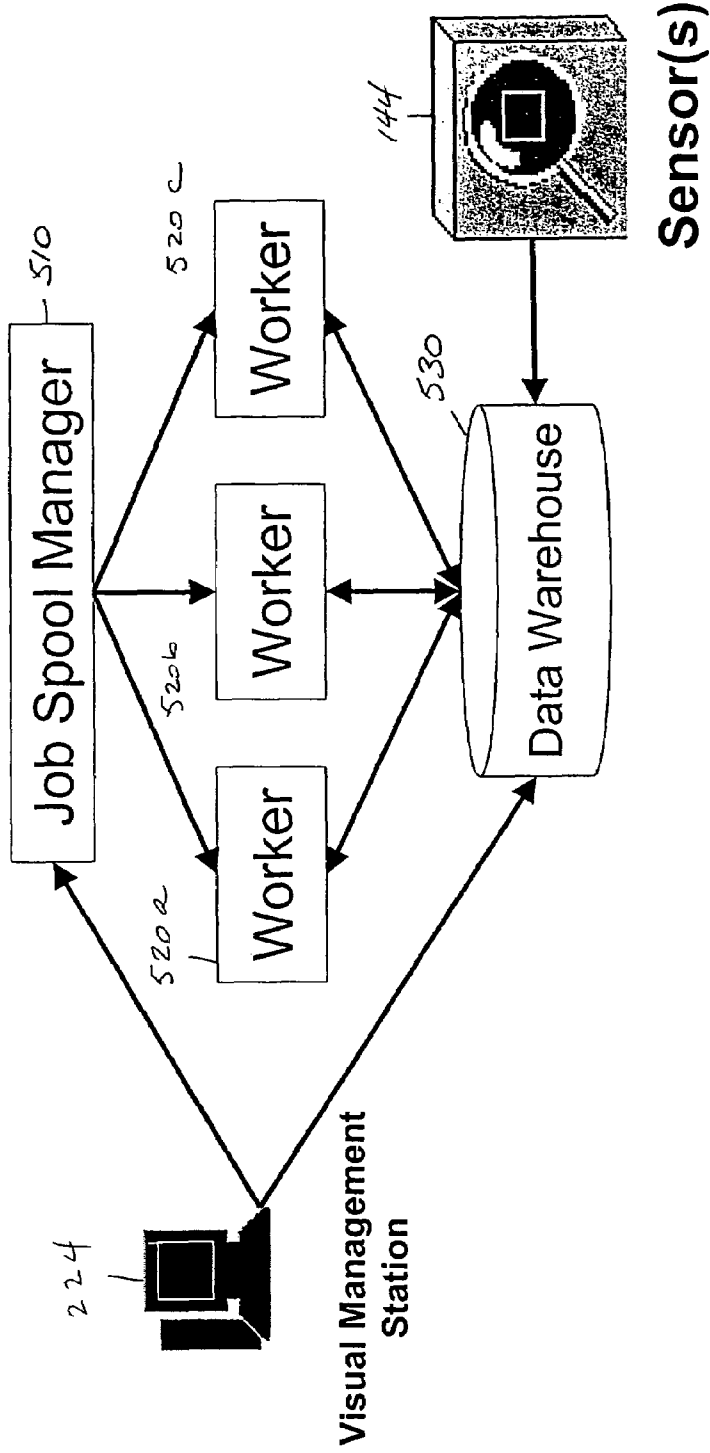 510
Job Spool Manager
224
Visual Management
Station
520a
Worker
520b
Worker
520c
Worker
530
Data Warehouse
144
Sensor(s)